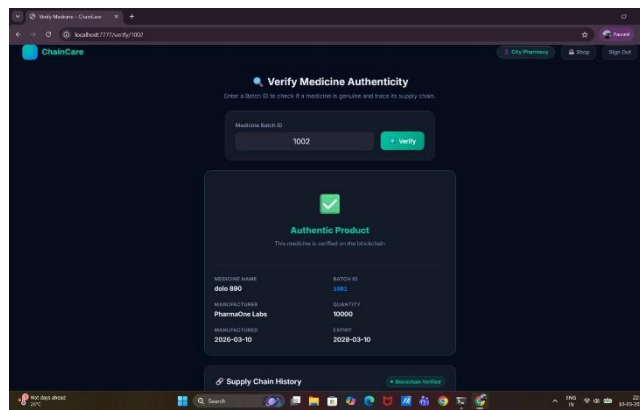 Verify Medicine - ChainCare
localhost:7777/verify/1002
Paused
ChainCare
City Pharmacy
Shop
Sign Out
Verify Medicine Authenticity
Enter a Batch ID to check if a medicine is genuine and trace its supply chain.
Medicine Batch ID
1002
Verify
Authentic Product
This medicine is verified on the blockchain
MEDICINE NAME
BATCH ID
dolo 890
1002
MANUFACTURER
QUANTITY
PharmaOne Labs
10000
MANUFACTURED
EXPIRY
2026-03-10
2028-03-10
Supply Chain History
Blockchain Verified
Hot days ahead
Search
ENG
IN